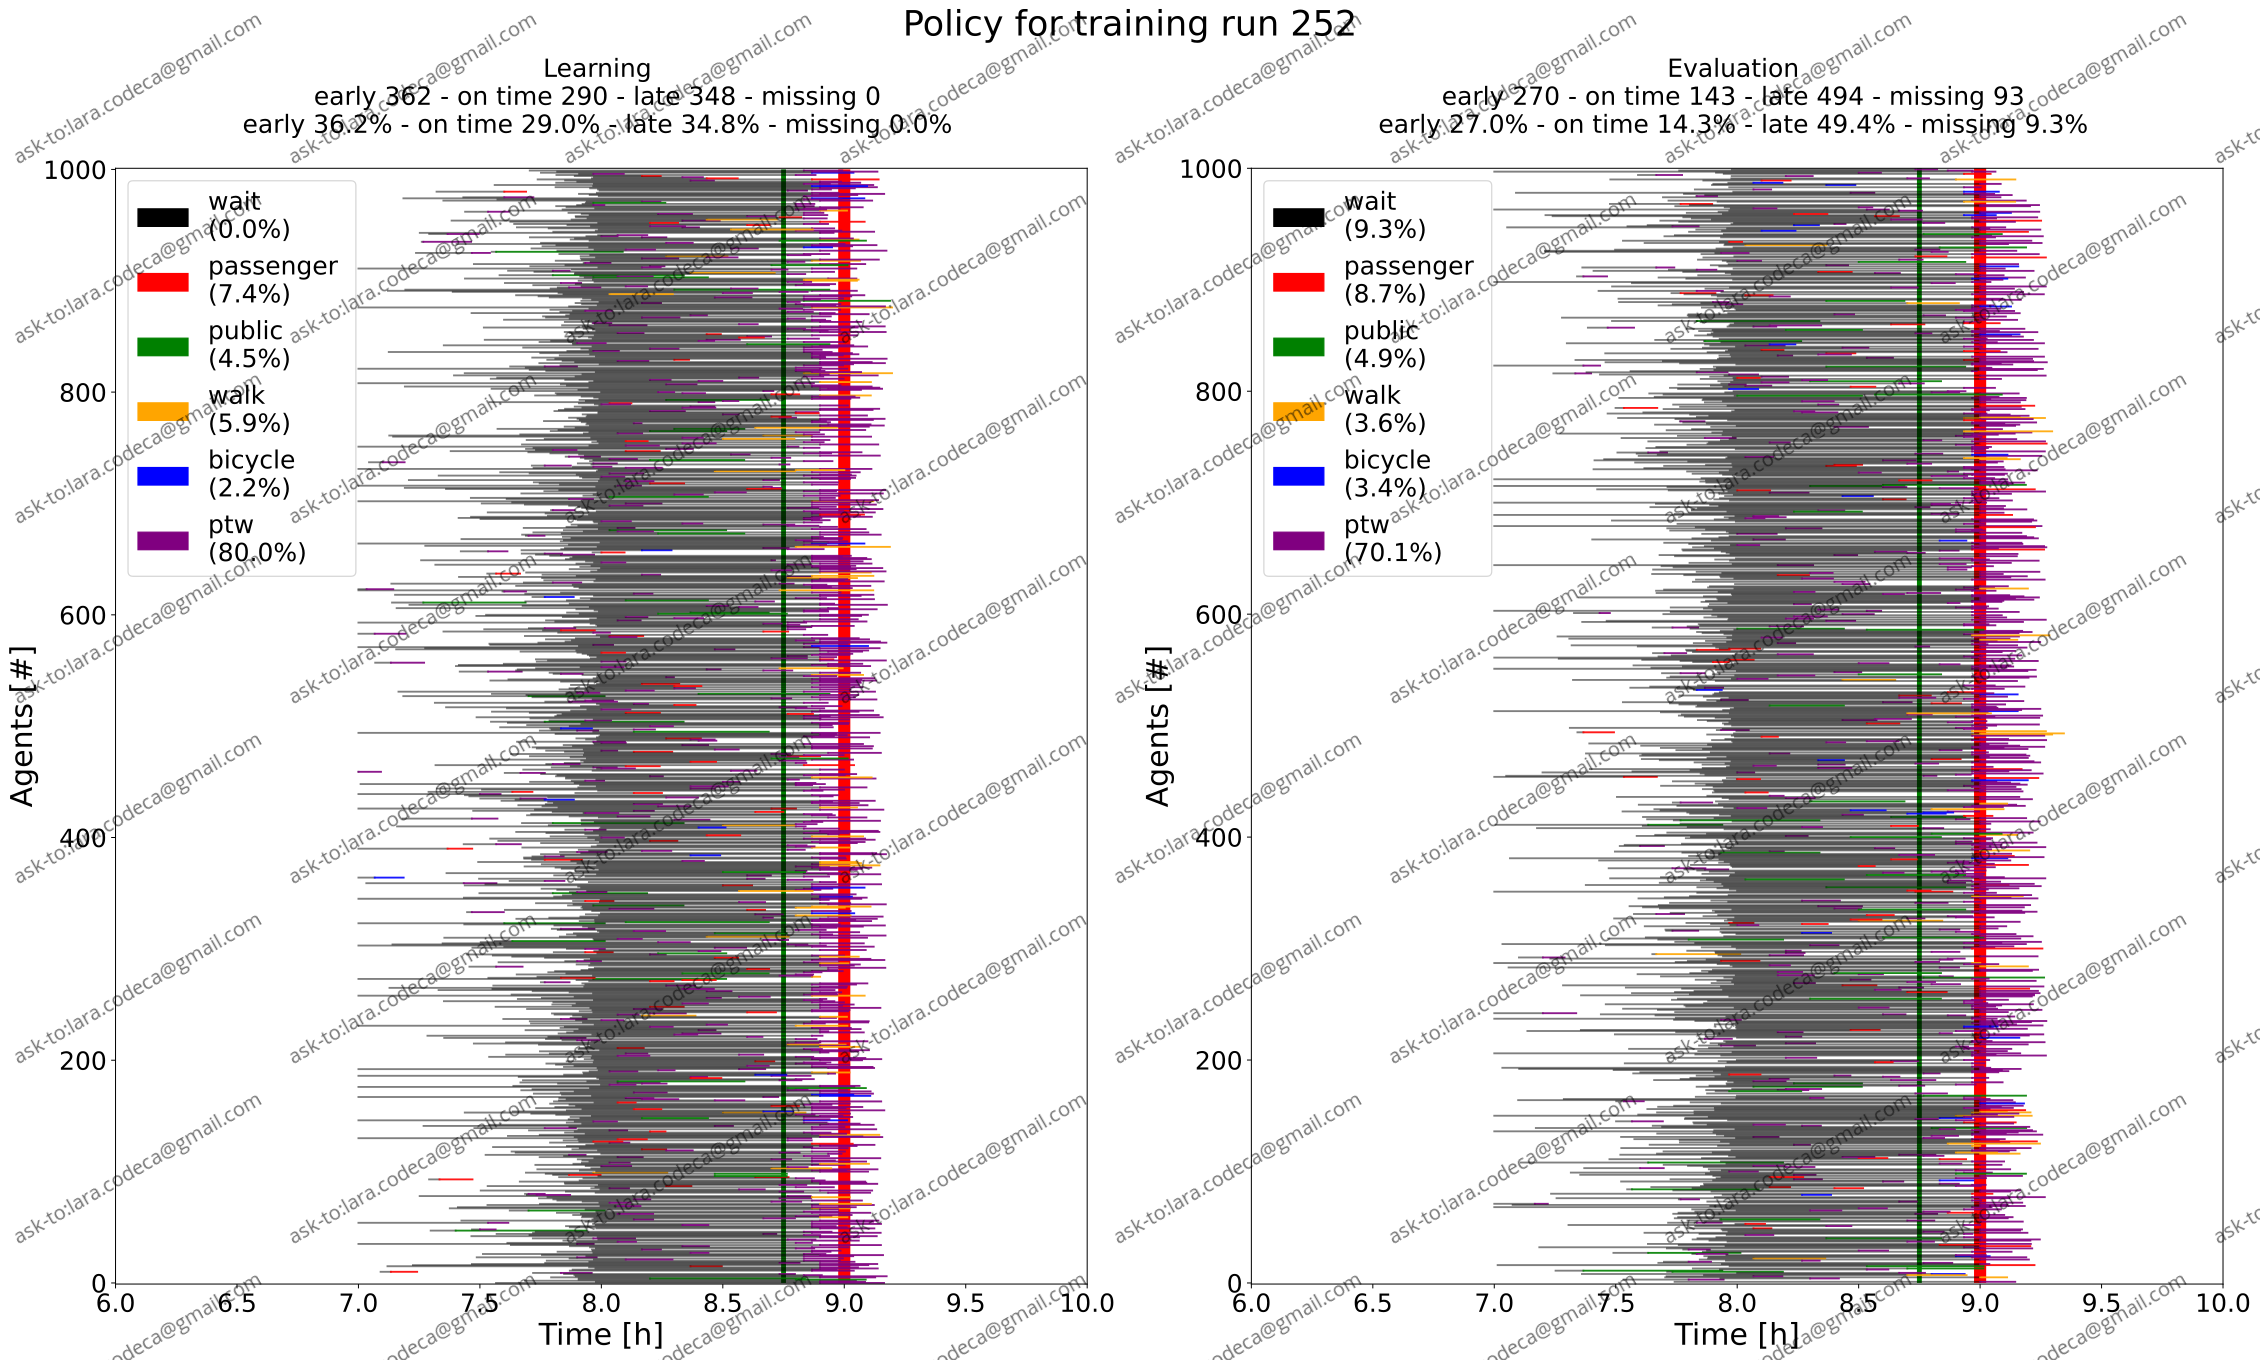 Policy for training run 252
Learning
early 362 - on time 290 - late 348 - missing 0
early 36.2% - on time 29.0% - late 34.8% - missing 0.0%
1000
800
600
400
200
0
Agents [#]
wait
(0.0%)
passenger
(7.4%)
public
(4.5%)
walk
(5.9%)
bicycle
(2.2%)
ptw
(80.0%)
6.0 6.5 7.0 7.5 8.0 8.5 9.0 9.5 10.0
Time [h]
Evaluation
early 270 - on time 143 - late 494 - missing 93
early 27.0% - on time 14.3% - late 49.4% - missing 9.3%
1000
800
600
400
200
0
Agents [#]
wait
(9.3%)
passenger
(8.7%)
public
(4.9%)
walk
(3.6%)
bicycle
(3.4%)
ptw
(70.1%)
6.0 6.5 7.0 7.5 8.0 8.5 9.0 9.5 10.0
Time [h]
ask-to:lara.codeca@gmail.com